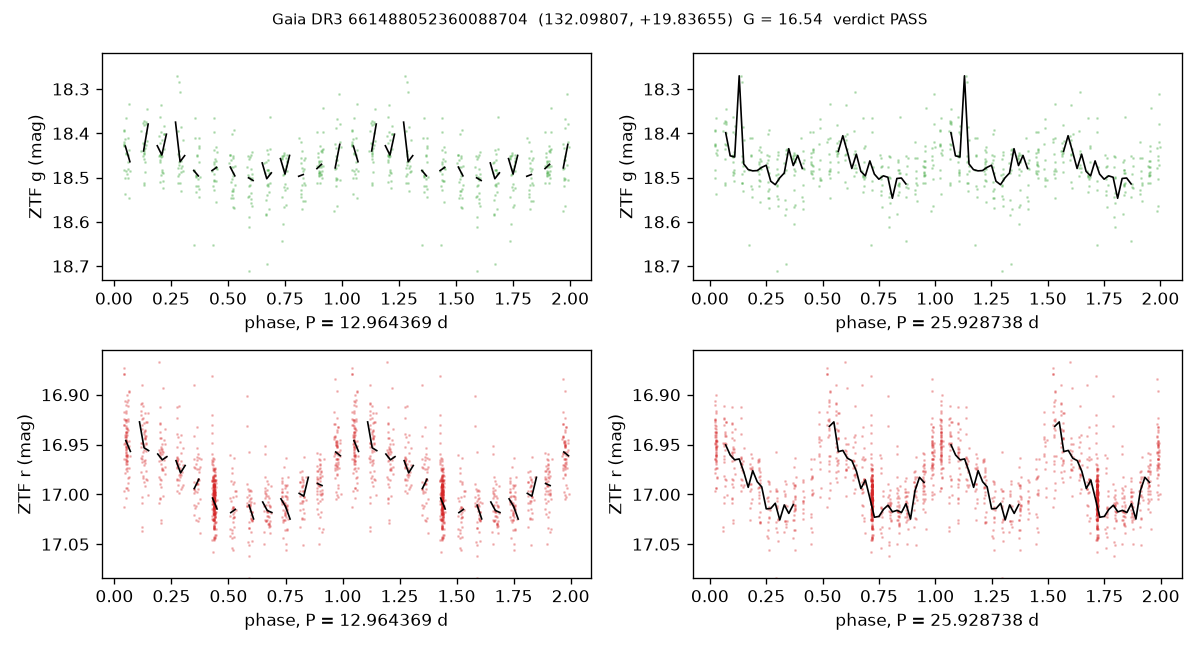 Gaia DR3 661488052360088704 (132.09807, +19.83655) G = 16.54 verdict PASS
ZTF g (mag)
18.3
18.4
18.5
18.6
18.7
0.00 0.25 0.50 0.75 1.00 1.25 1.50 1.75 2.00
phase, P = 12.964369 d
ZTF g (mag)
18.3
18.4
18.5
18.6
18.7
0.00 0.25 0.50 0.75 1.00 1.25 1.50 1.75 2.00
phase, P = 25.928738 d
ZTF r (mag)
16.90
16.95
17.00
17.05
0.00 0.25 0.50 0.75 1.00 1.25 1.50 1.75 2.00
phase, P = 12.964369 d
ZTF r (mag)
16.90
16.95
17.00
17.05
0.00 0.25 0.50 0.75 1.00 1.25 1.50 1.75 2.00
phase, P = 25.928738 d